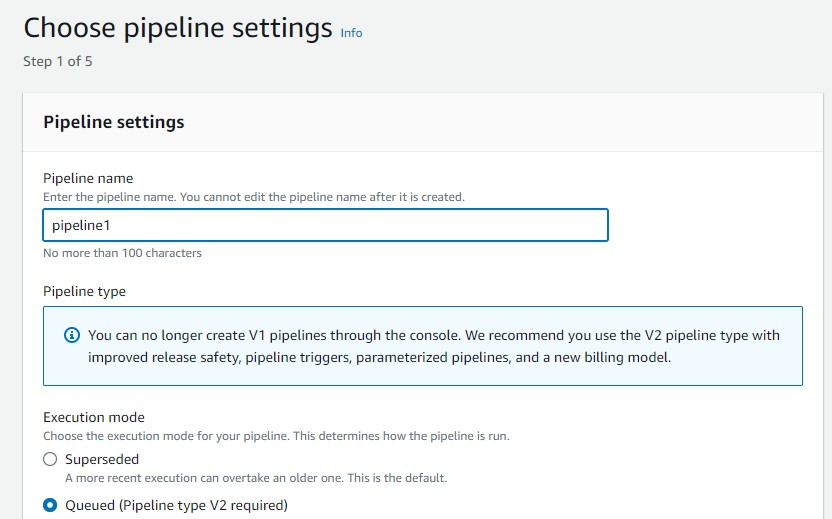 Choose pipeline settings Info
Step 1 of 5
Pipeline settings
Pipeline name
Enter the pipeline name. You cannot edit the pipeline name after it is created.
pipeline1
No more than 100 characters
Pipeline type
You can no longer create V1 pipelines through the console. We recommend you use the V2 pipeline type with
improved release safety, pipeline triggers, parameterized pipelines, and a new billing model.
Execution mode
Choose the execution mode for your pipeline. This determines how the pipeline is run.
Superseded
A more recent execution can overtake an older one. This is the default.
Queued (Pipeline type V2 required)